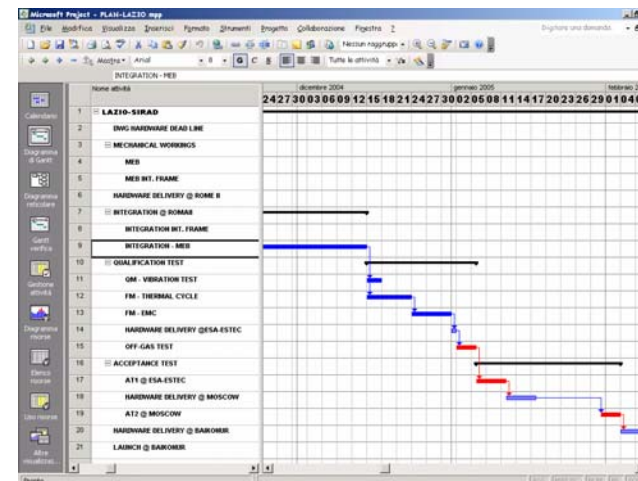 Microsoft Project - PLAN-LAZIO mpp
File Modifica Visualizza Inserisci Formato Strumenti Progetto Collaborazione Finestra ? Digitare una domanda.
Nessun raggrupp
Mostra Arial 8 G C S Tutte le attività
INTEGRATION - MEB
Nome attività dicembre 2004 gennaio 2005 febbraio 2
24 27 30 03 06 09 12 15 18 21 24 27 30 02 05 08 11 14 17 20 23 26 29 01 04
Calendario
Diagramma di Gantt
Diagramma reticolare
Gantt verifica
Gestione attività
Diagramma risorse
Elenco risorse
Uso risorse
Altre visualizzaz...
1 LAZIO-SIRAD
2 DWG HARDWARE DEAD LINE
3 MECHANICAL WORKINGS
4 MEB
5 MEB INT. FRAME
6 HARDWARE DELIVERY @ ROME II
7 INTEGRATION @ ROMAII
8 INTEGRATION INT. FRAME
9 INTEGRATION - MEB
10 QUALIFICATION TEST
11 QM - VIBRATION TEST
12 FM - THERMAL CYCLE
13 FM - EMC
14 HARDWARE DELIVERY @ESA-ESTEC
15 OFF-GAS TEST
16 ACCEPTANCE TEST
17 AT1 @ ESA-ESTEC
18 HARDWARE DELIVERY @ MOSCOW
19 AT2 @ MOSCOW
20 HARDWARE DELIVERY @ BAIKONUR
21 LAUNCH @ BAIKONUR
Pronto